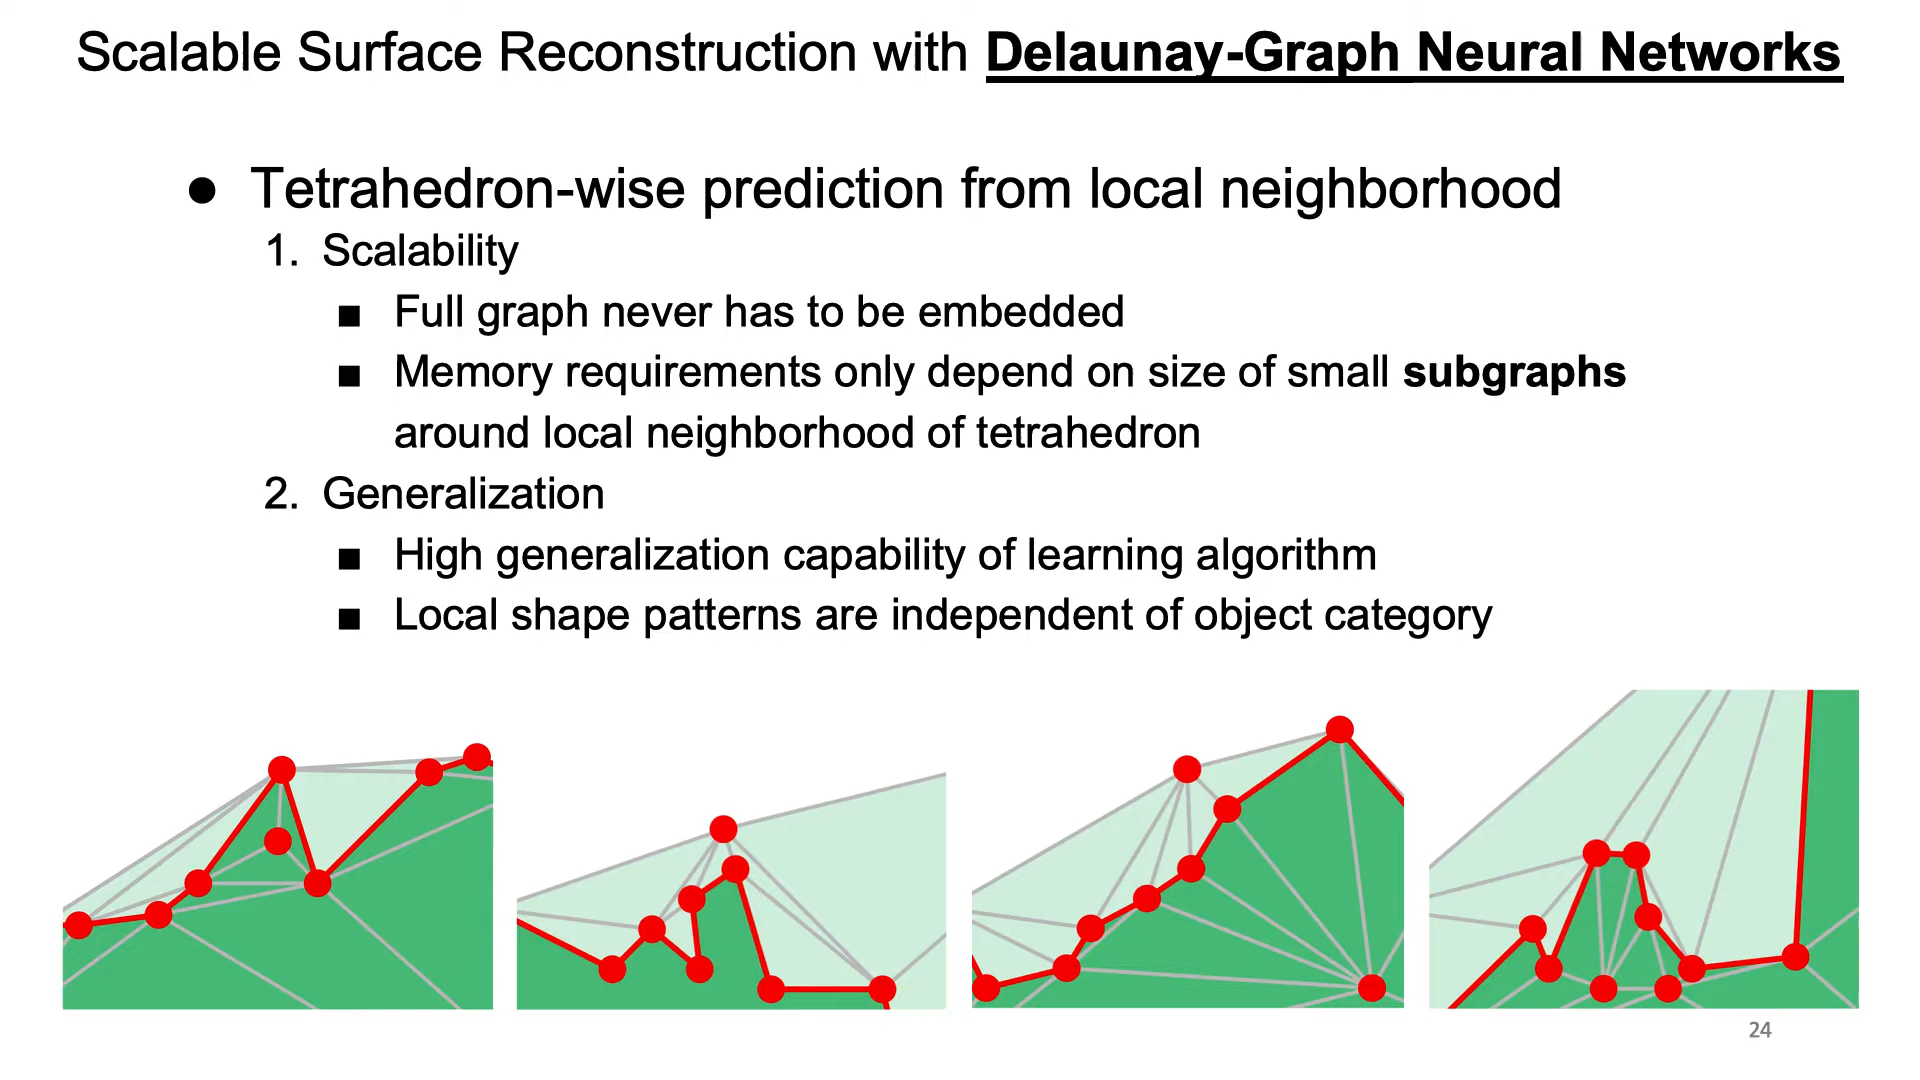 Scalable Surface Reconstruction with Delaunay-Graph Neural Networks
● Tetrahedron-wise prediction from local neighborhood
1. Scalability
■ Full graph never has to be embedded
■ Memory requirements only depend on size of small subgraphs
around local neighborhood of tetrahedron
2. Generalization
■ High generalization capability of learning algorithm
■ Local shape patterns are independent of object category
24